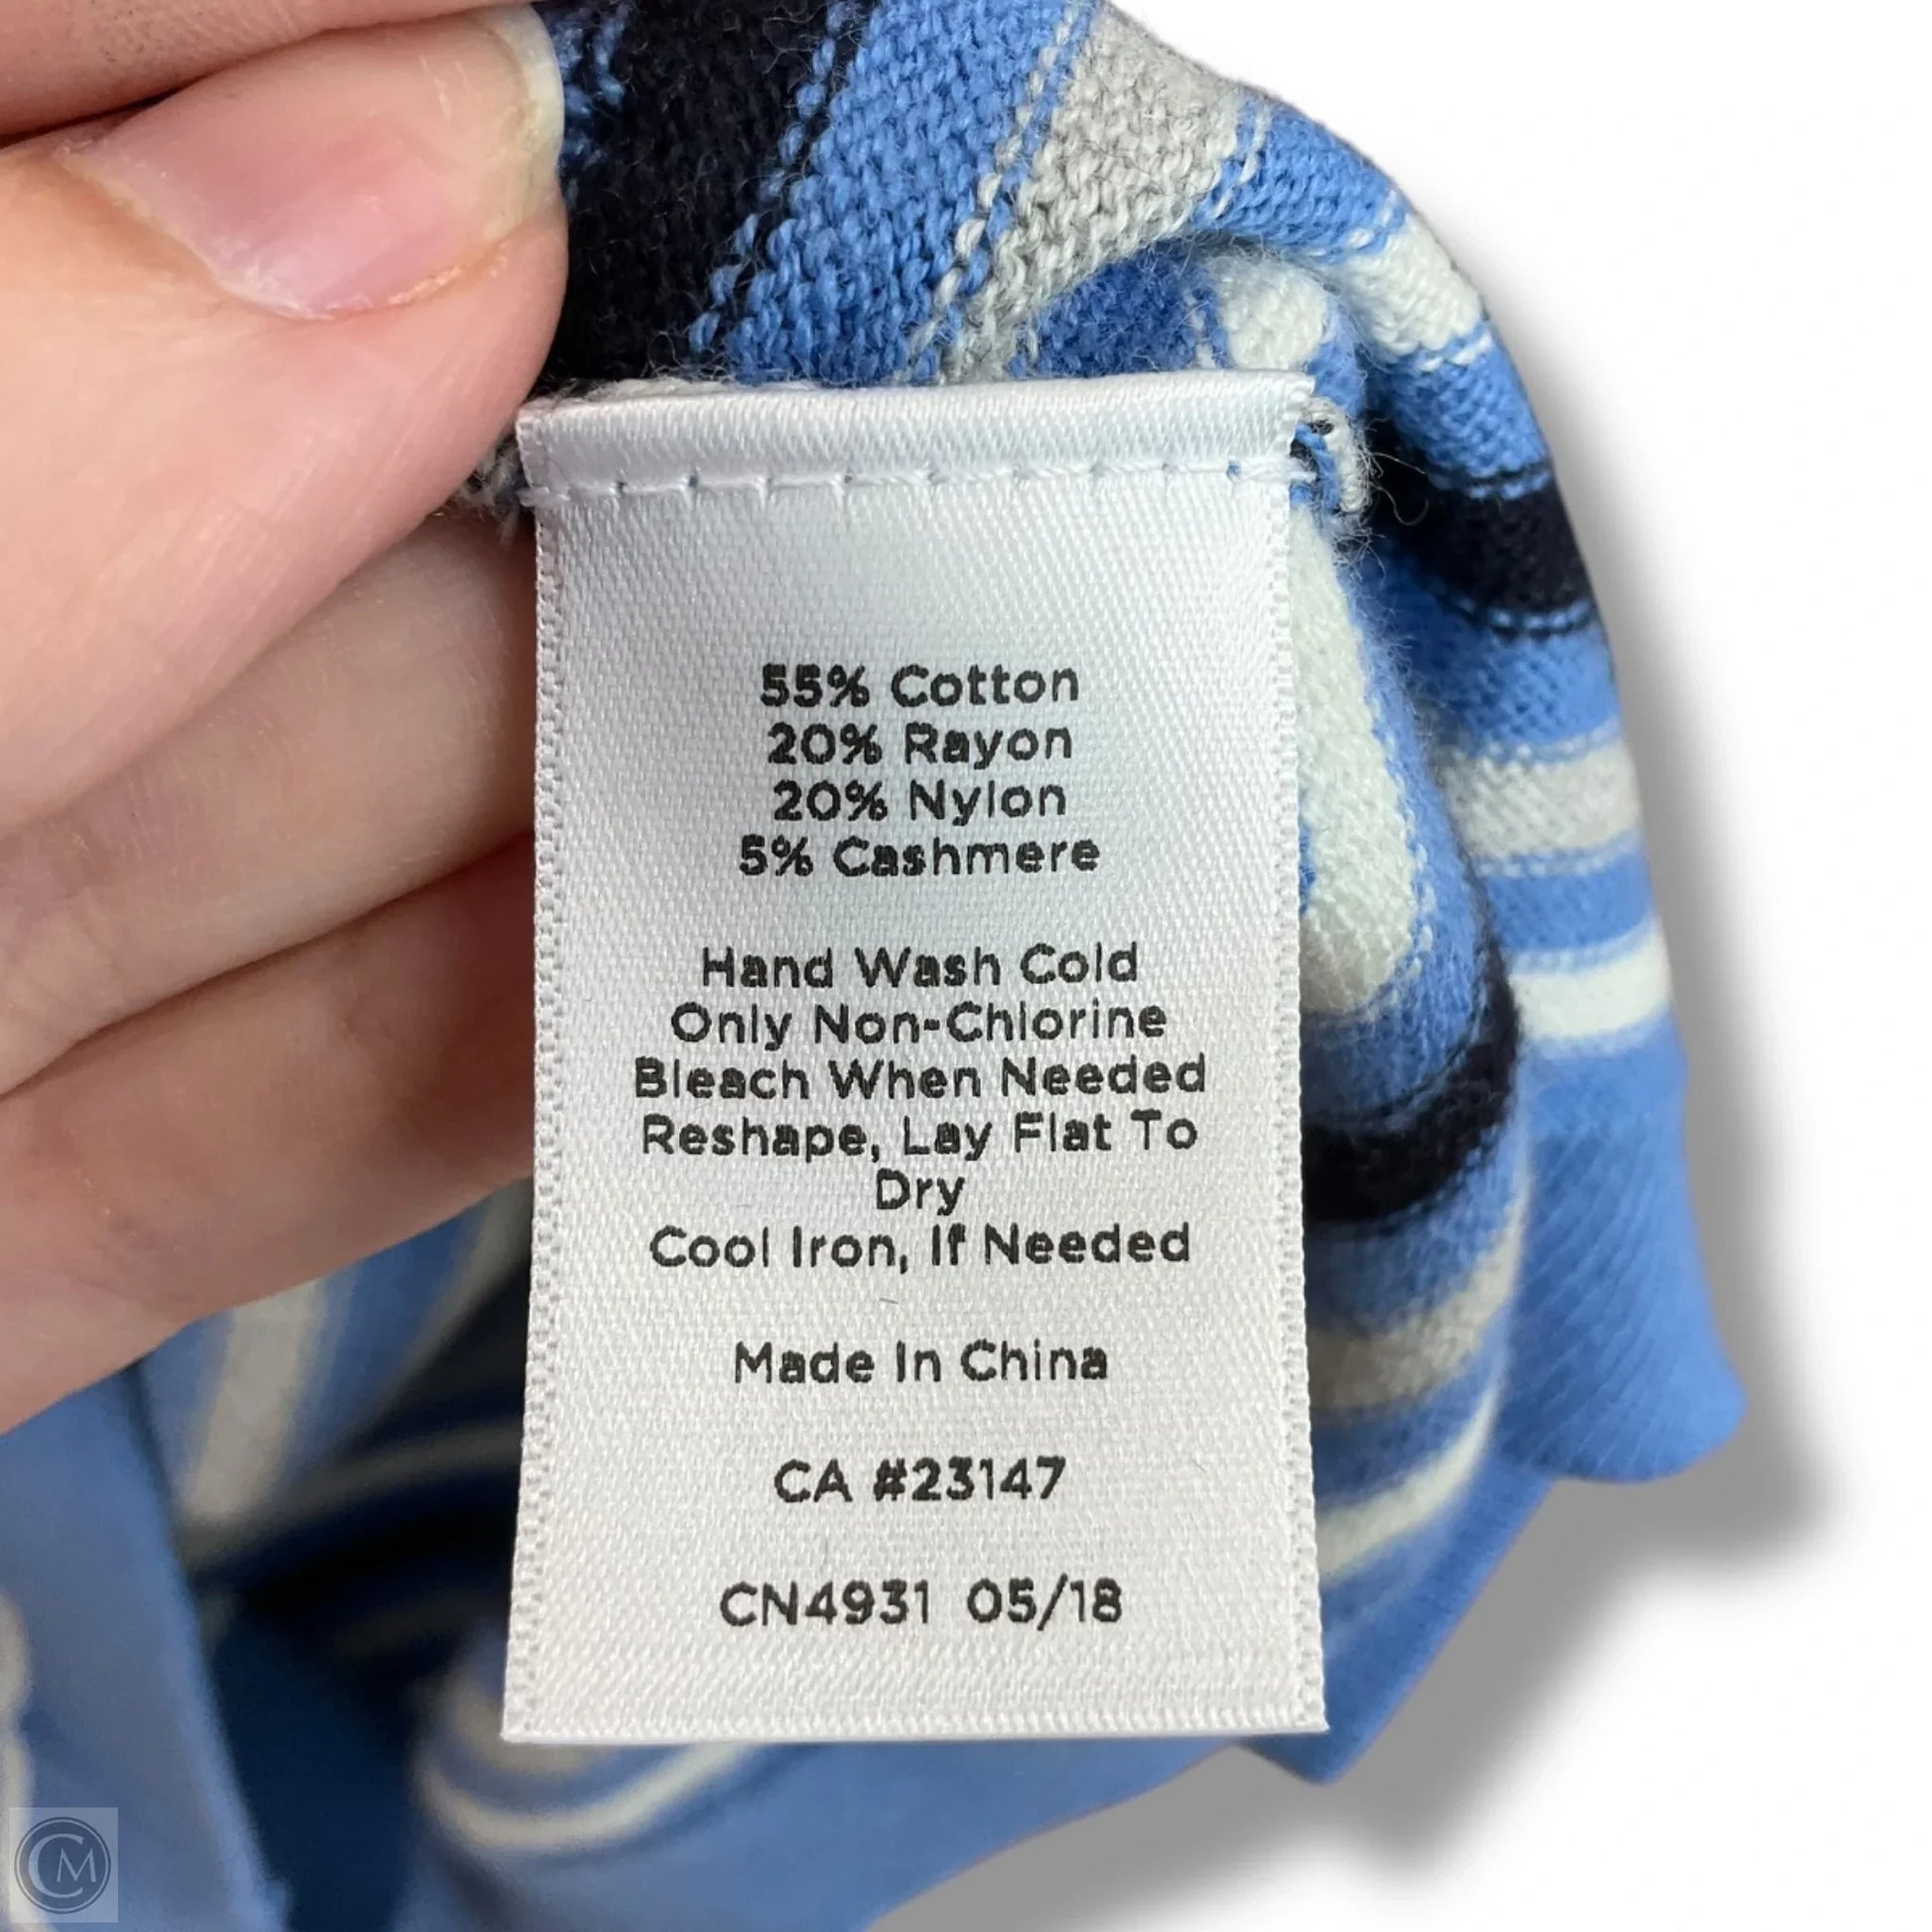 55% Cotton
20% Rayon
20% Nylon
5% Cashmere
Hand Wash Cold
Only Non-Chlorine
Bleach When Needed
Reshape, Lay Flat To
Dry
Cool Iron, If Needed
Made In China
CA #23147
CN4931 05/18
CM